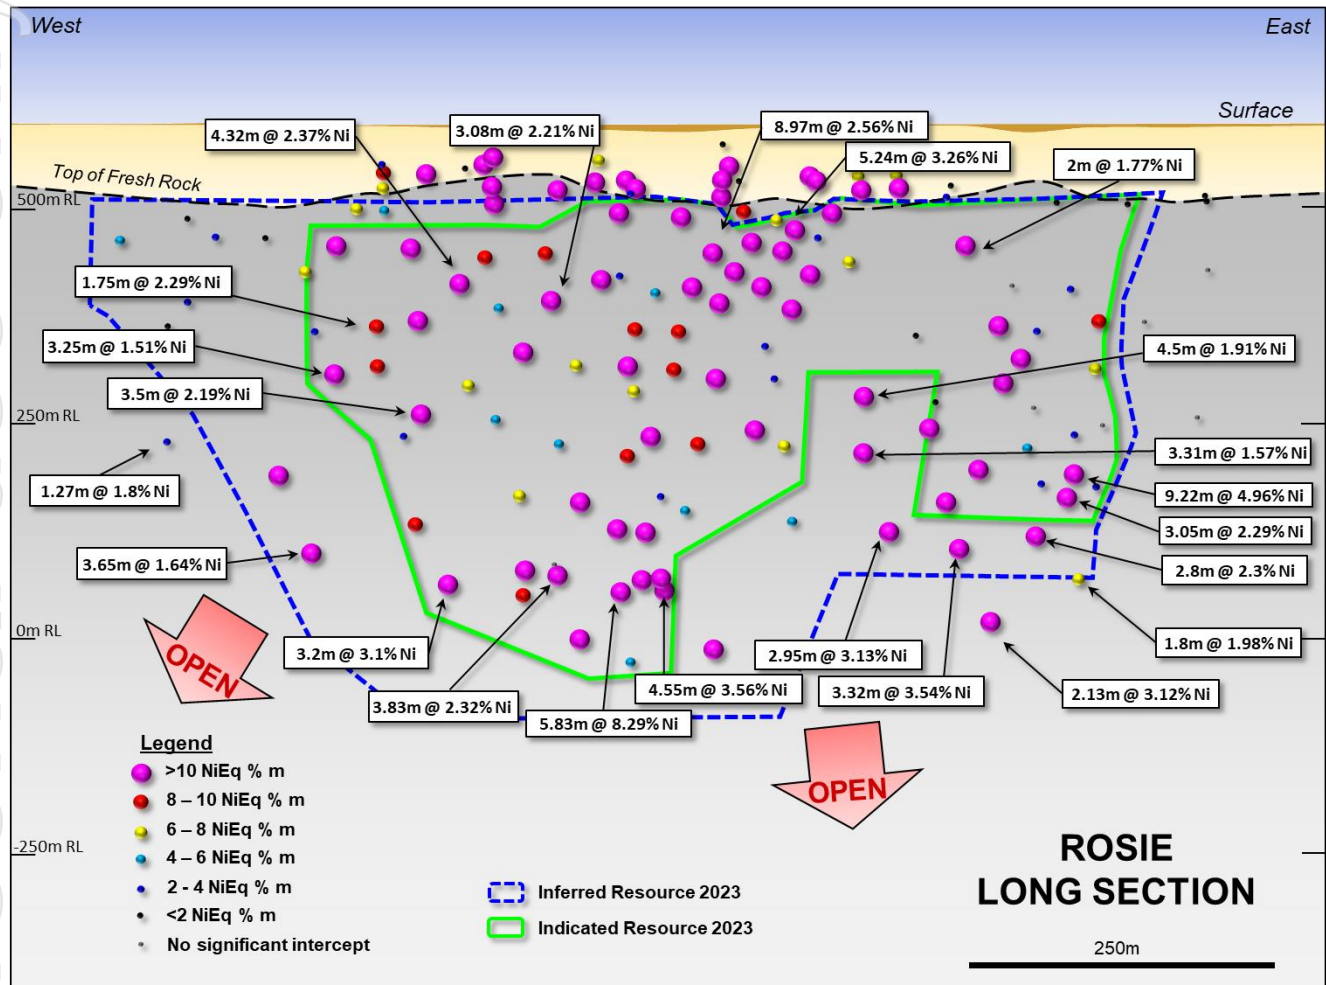 West
East
Surface
4.32m @ 2.37% Ni
3.08m @ 2.21% Ni
8.97m @ 2.56% Ni
5.24m @ 3.26% Ni
2m @ 1.77% Ni
Top of Fresh Rock
500m RL
1.75m @ 2.29% Ni
3.25m @ 1.51% Ni
4.5m @ 1.91% Ni
3.5m @ 2.19% Ni
250m RL
3.31m @ 1.57% Ni
1.27m @ 1.8% Ni
9.22m @ 4.96% Ni
3.05m @ 2.29% Ni
3.65m @ 1.64% Ni
2.8m @ 2.3% Ni
0m RL
1.8m @ 1.98% Ni
3.2m @ 3.1% Ni
2.95m @ 3.13% Ni
OPEN
4.55m @ 3.56% Ni
3.32m @ 3.54% Ni
2.13m @ 3.12% Ni
3.83m @ 2.32% Ni
5.83m @ 8.29% Ni
OPEN
Legend
>10 NiEq % m
8 – 10 NiEq % m
6 – 8 NiEq % m
4 – 6 NiEq % m
2 - 4 NiEq % m
<2 NiEq % m
No significant intercept
-250m RL
Inferred Resource 2023
Indicated Resource 2023
ROSIE
LONG SECTION
250m